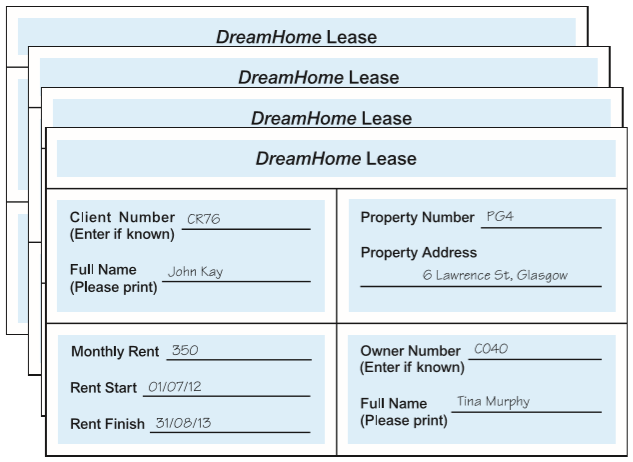 DreamHome Lease
DreamHome Lease
DreamHome Lease
DreamHome Lease
Client Number CR76
(Enter if known)
Full Name John Kay
(Please print)
Property Number PG4
Property Address
6 Lawrence St, Glasgow
Monthly Rent 350
Rent Start 01/07/12
Rent Finish 31/08/13
Owner Number CO40
(Enter if known)
Full Name Tina Murphy
(Please print)